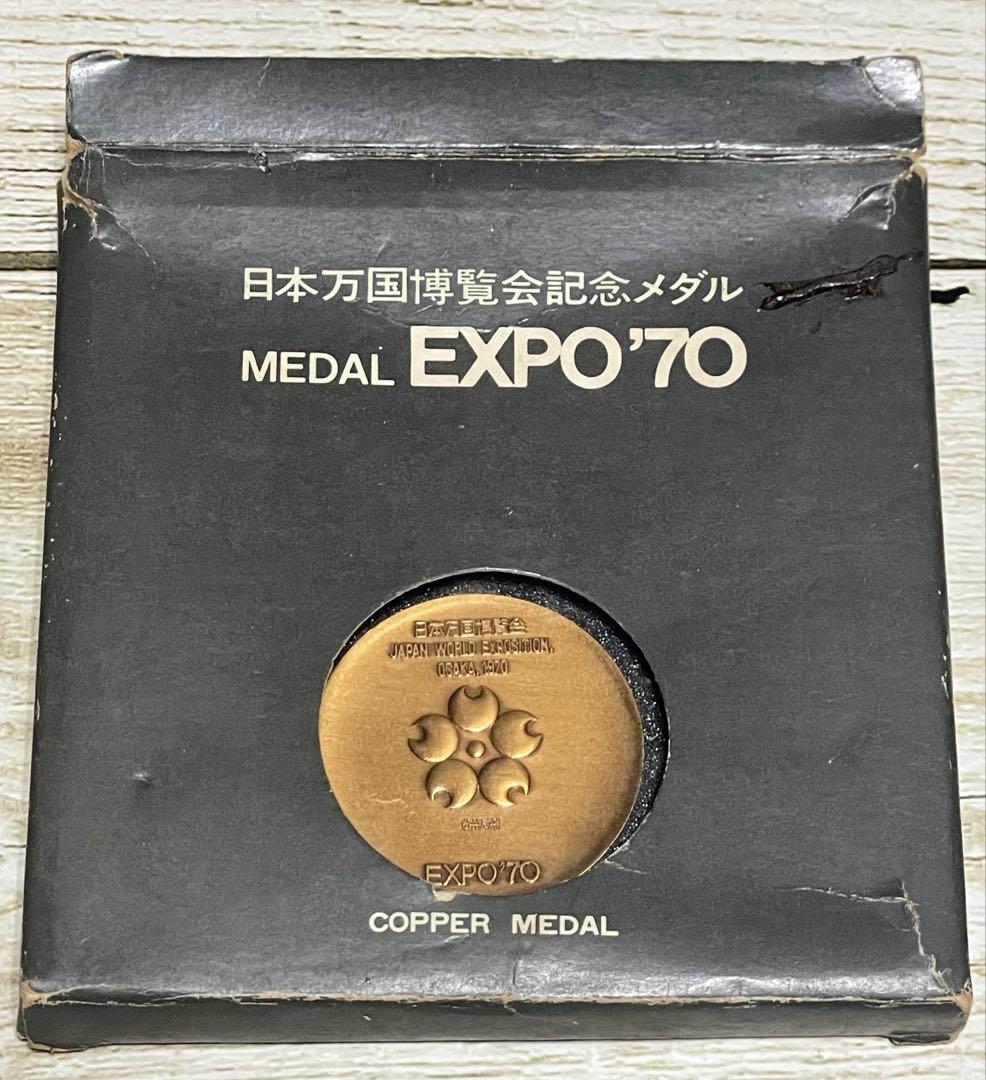 日本万国博覧会記念メダル
MEDAL EXPO'70
日本万国博覧会
JAPAN WORLD EXPOSITION,
OSAKA, 1970
EXPO'70
COPPER MEDAL